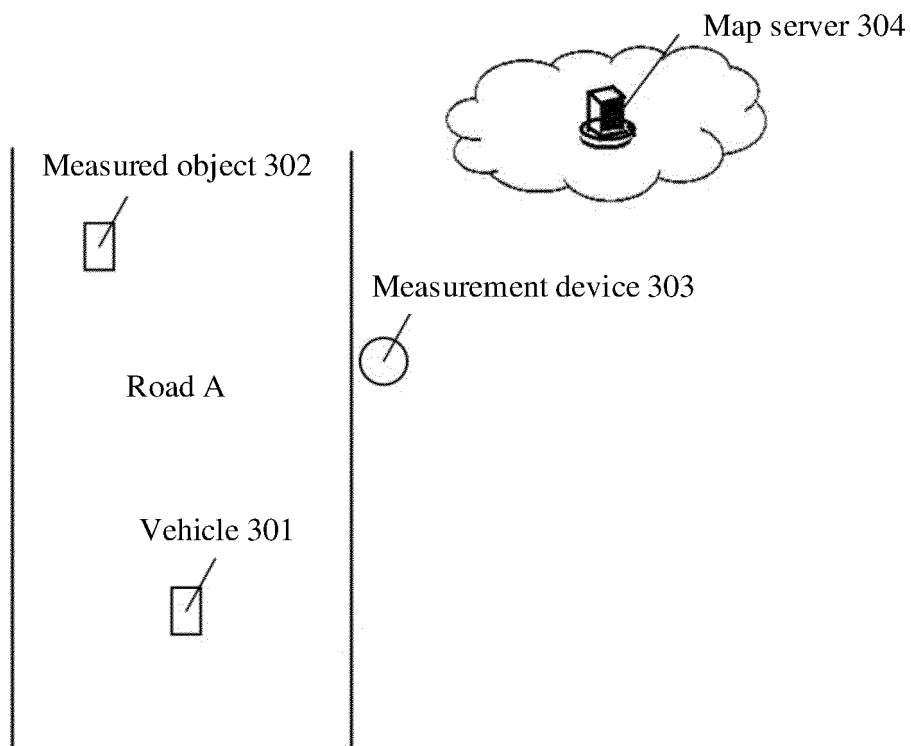 Map server 304
Measured object 302
Measurement device 303
Road A
Vehicle 301